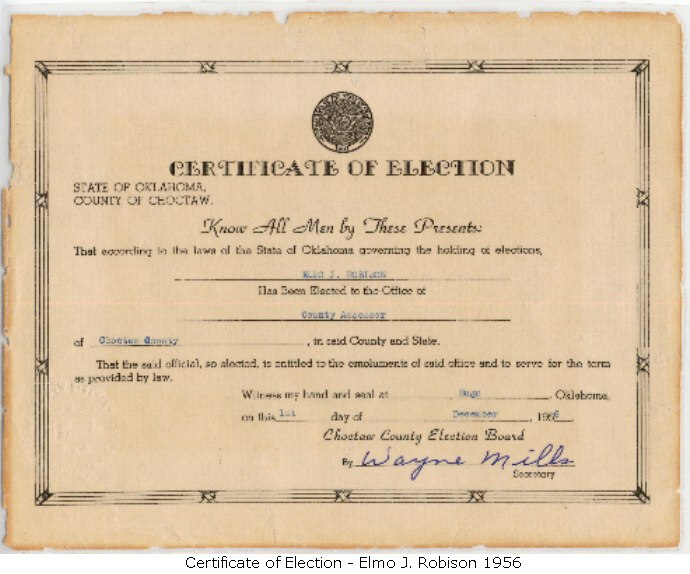 CERTIFICATE OF ELECTION
STATE OF OKLAHOMA,
COUNTY OF CHOCTAW.
Know All Men by These Presents:
That according to the laws of the State of Oklahoma governing the holding of elections,
ELMO J. ROBISON
Has Been Elected to the Office of
County Assessor
of Choctaw County , in said County and State.
That the said official, so elected, is entitled to the emoluments of said office and to serve for the term
as provided by law.
Witness my hand and seal at Hugo , Oklahoma,
on this 1st day of December , 1956
Choctaw County Election Board
By Wayne Mills
Secretary
Certificate of Election - Elmo J. Robison 1956